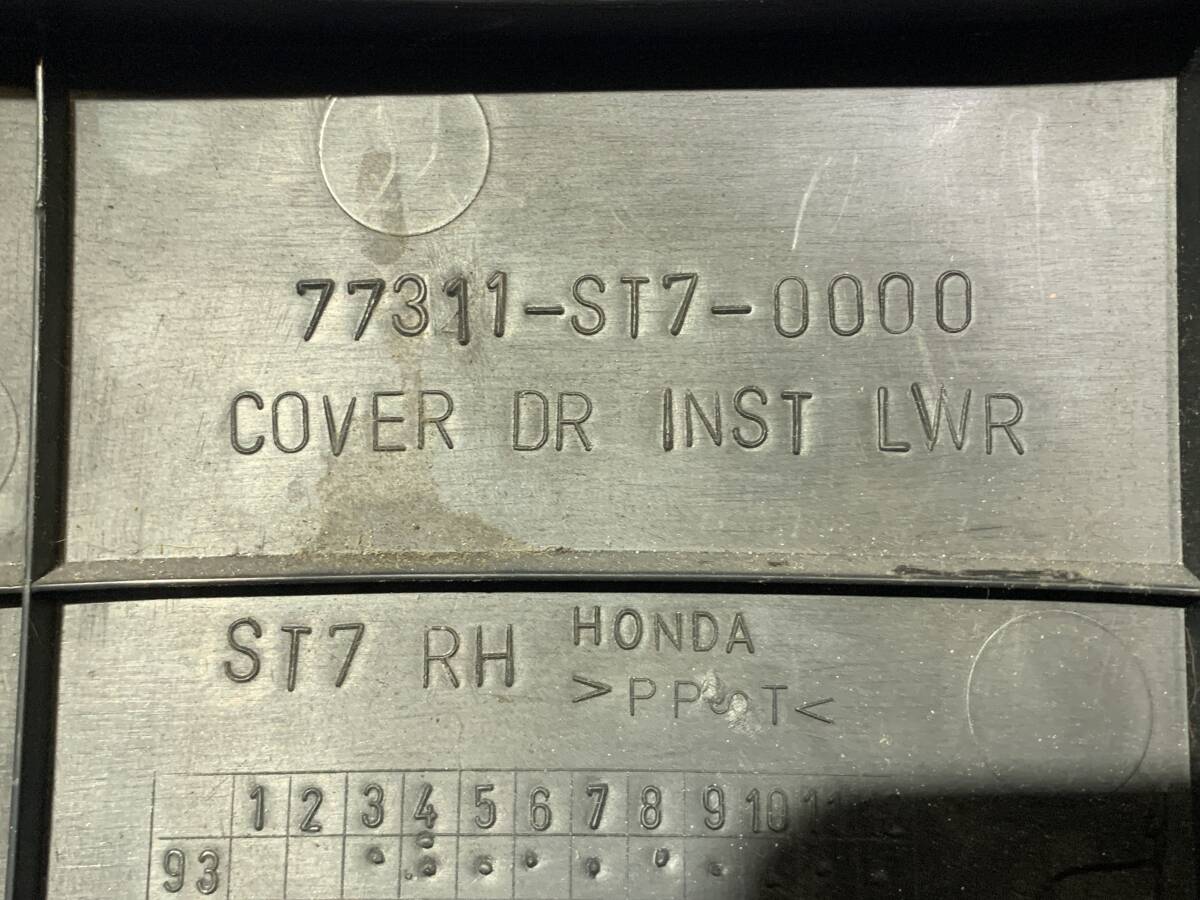 77311-ST7-0000
COVER DR INST LWR
ST7 RH
HONDA
>PP T<
1 2 3 4 5 6 7 8 9 10 11
93